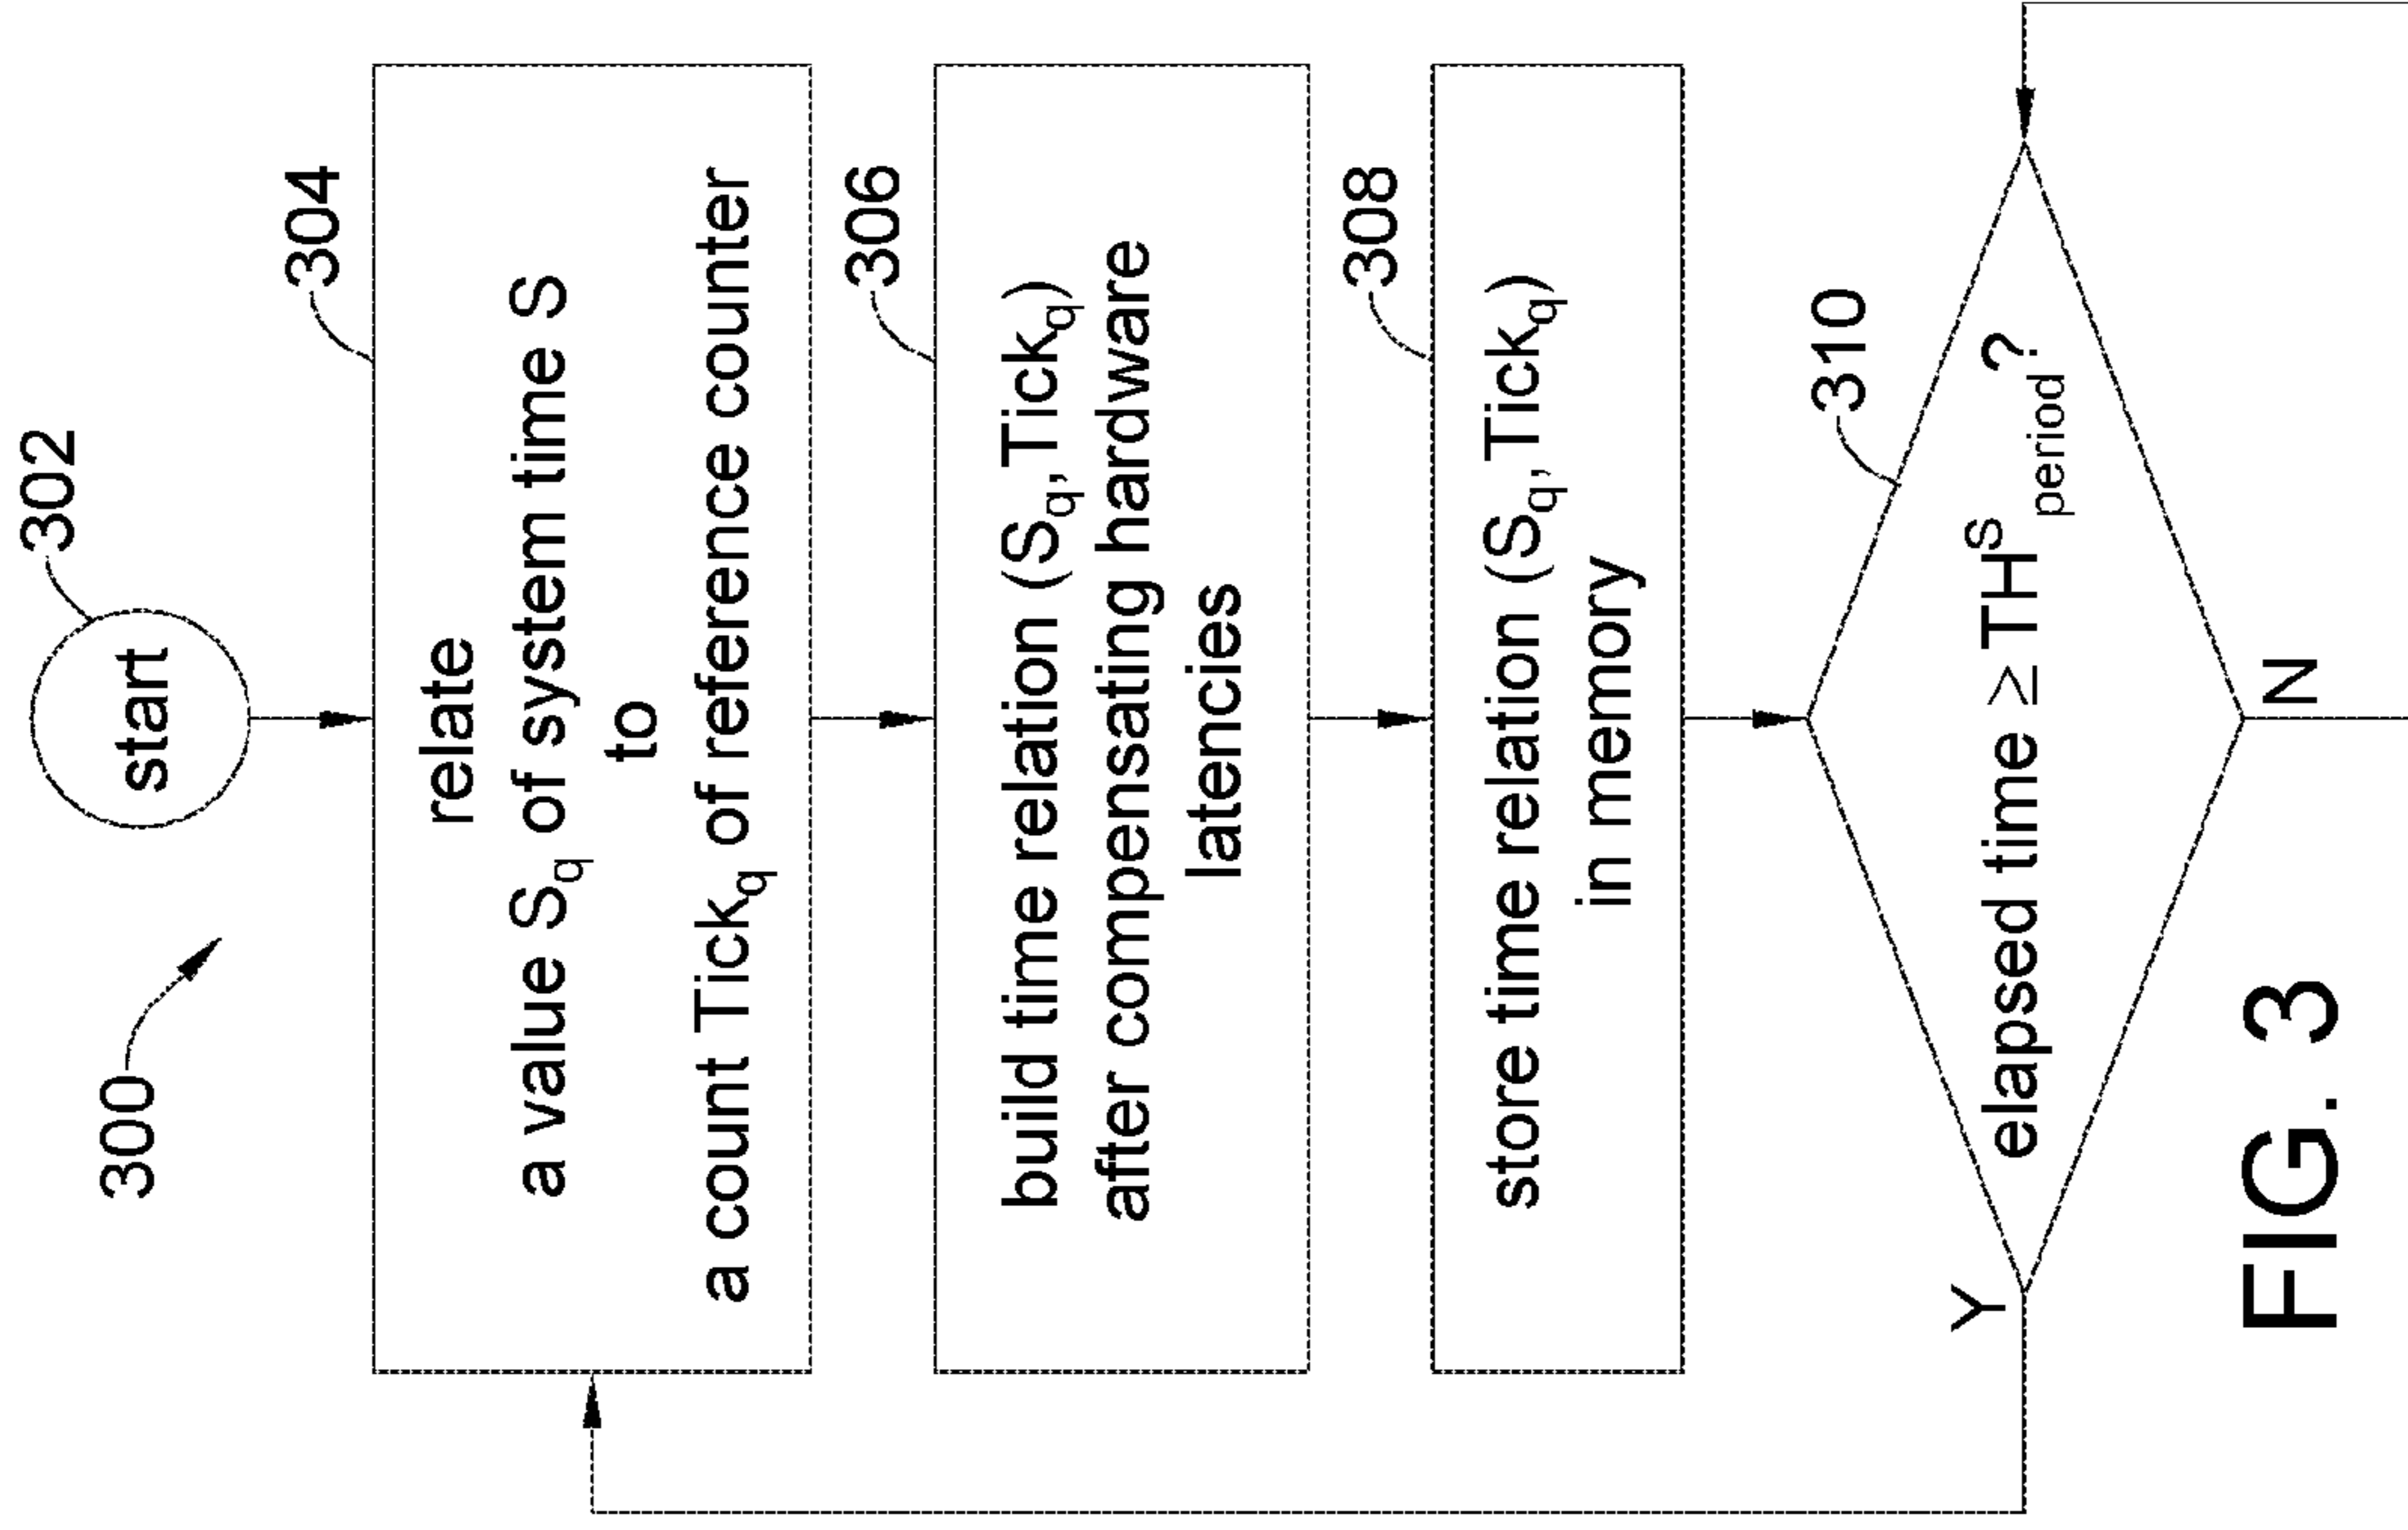 300
302
start
304
relate
a value S_q of system time S
to
a count Tick_q of reference counter
306
build time relation (S_q,Tick_q)
after compensating hardware
latencies
308
store time relation (S_q,Tick_q)
in memory
310
elapsed time ≥TH^S_period?
Y
N
FIG. 3